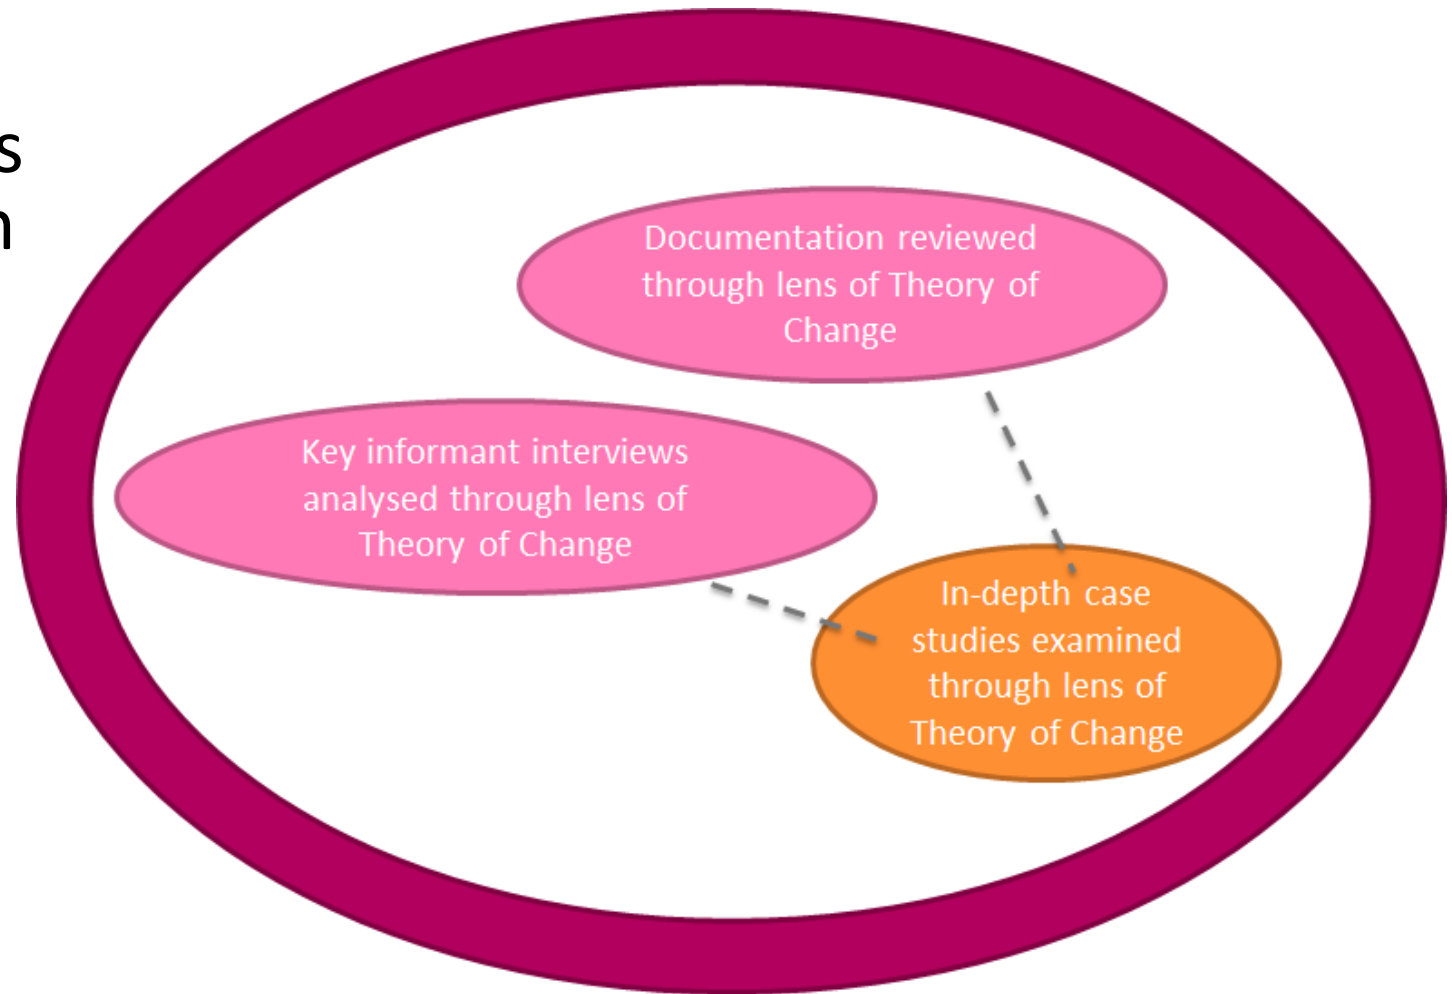 s
n
Documentation reviewed
through lens of Theory of
Change
Key informant interviews
analysed through lens of
Theory of Change
In-depth case
studies examined
through lens of
Theory of Change